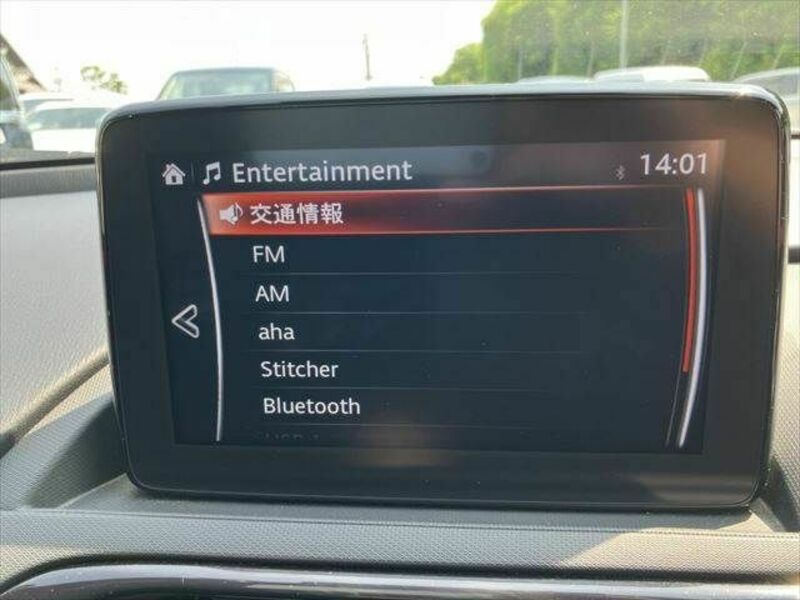 Entertainment
14:01
交通情報
FM
AM
aha
Stitcher
Bluetooth